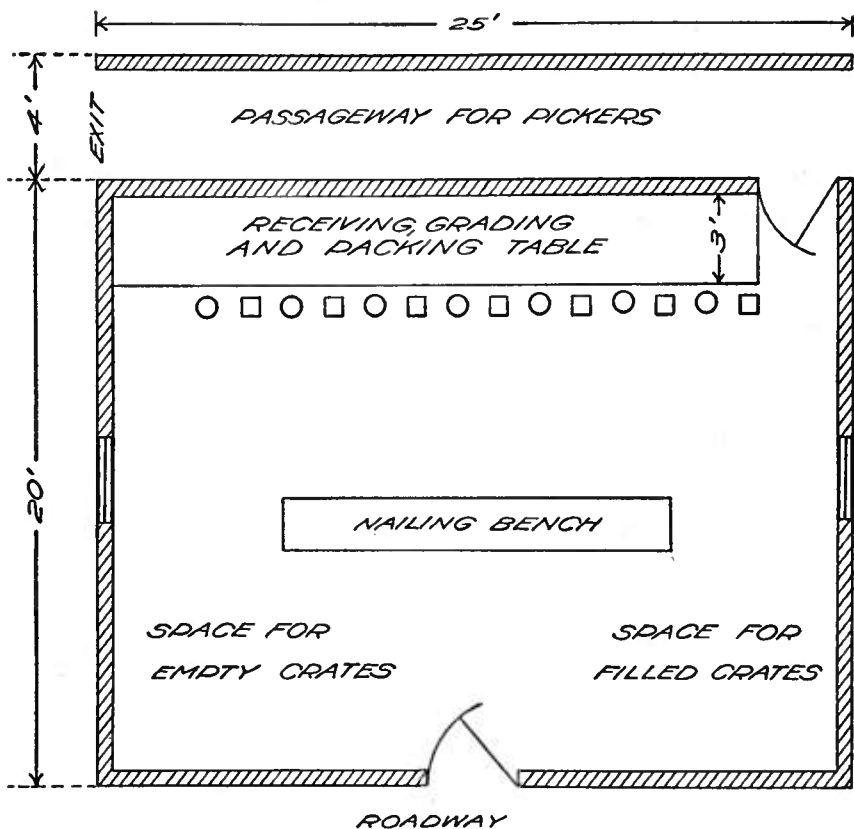 25'
4'
EXIT
PASSAGEWAY FOR PICKERS
RECEIVING, GRADING
AND PACKING TABLE
3'
20'
NAILING BENCH
SPACE FOR
EMPTY CRATES
SPACE FOR
FILLED CRATES
ROADWAY